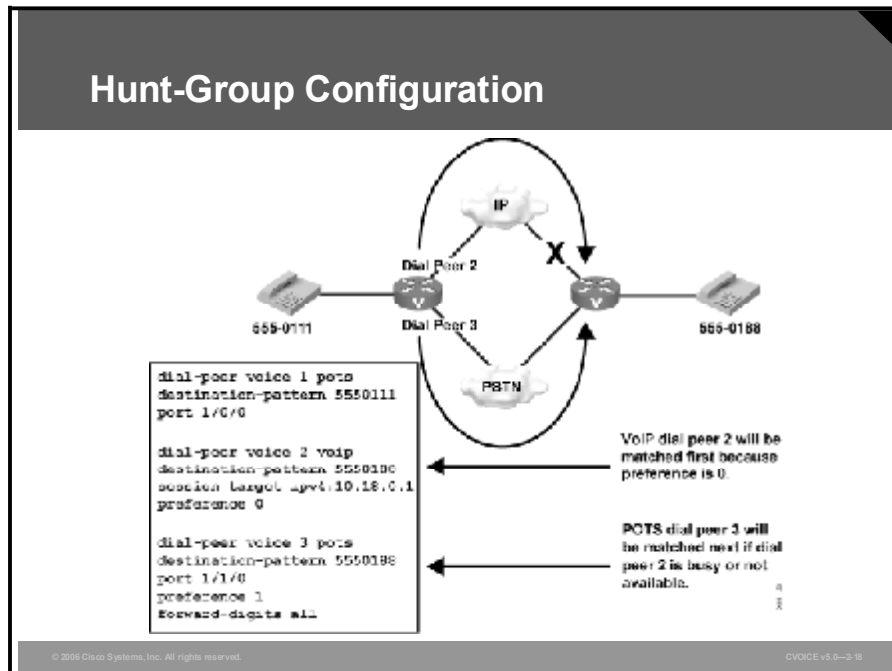 Hunt-Group Configuration
IP
X
Dial Peer 2
V
V
Dial Peer 3
555-0111
555-0188
PSTN
dial-peer voice 1 pots
destination-pattern 5550111
port 1/0/0
dial-peer voice 2 voip
destination-pattern 5550188
session target ipv4:10.18.0.1
preference 0
dial-peer voice 3 pots
destination-pattern 5550188
port 1/1/0
preference 1
forward-digits all
VoIP dial peer 2 will be
matched first because
preference is 0.
POTS dial peer 3 will
be matched next if dial
peer 2 is busy or not
available.
© 2006 Cisco Systems, Inc. All rights reserved.
CVOICE v5.0—2-18